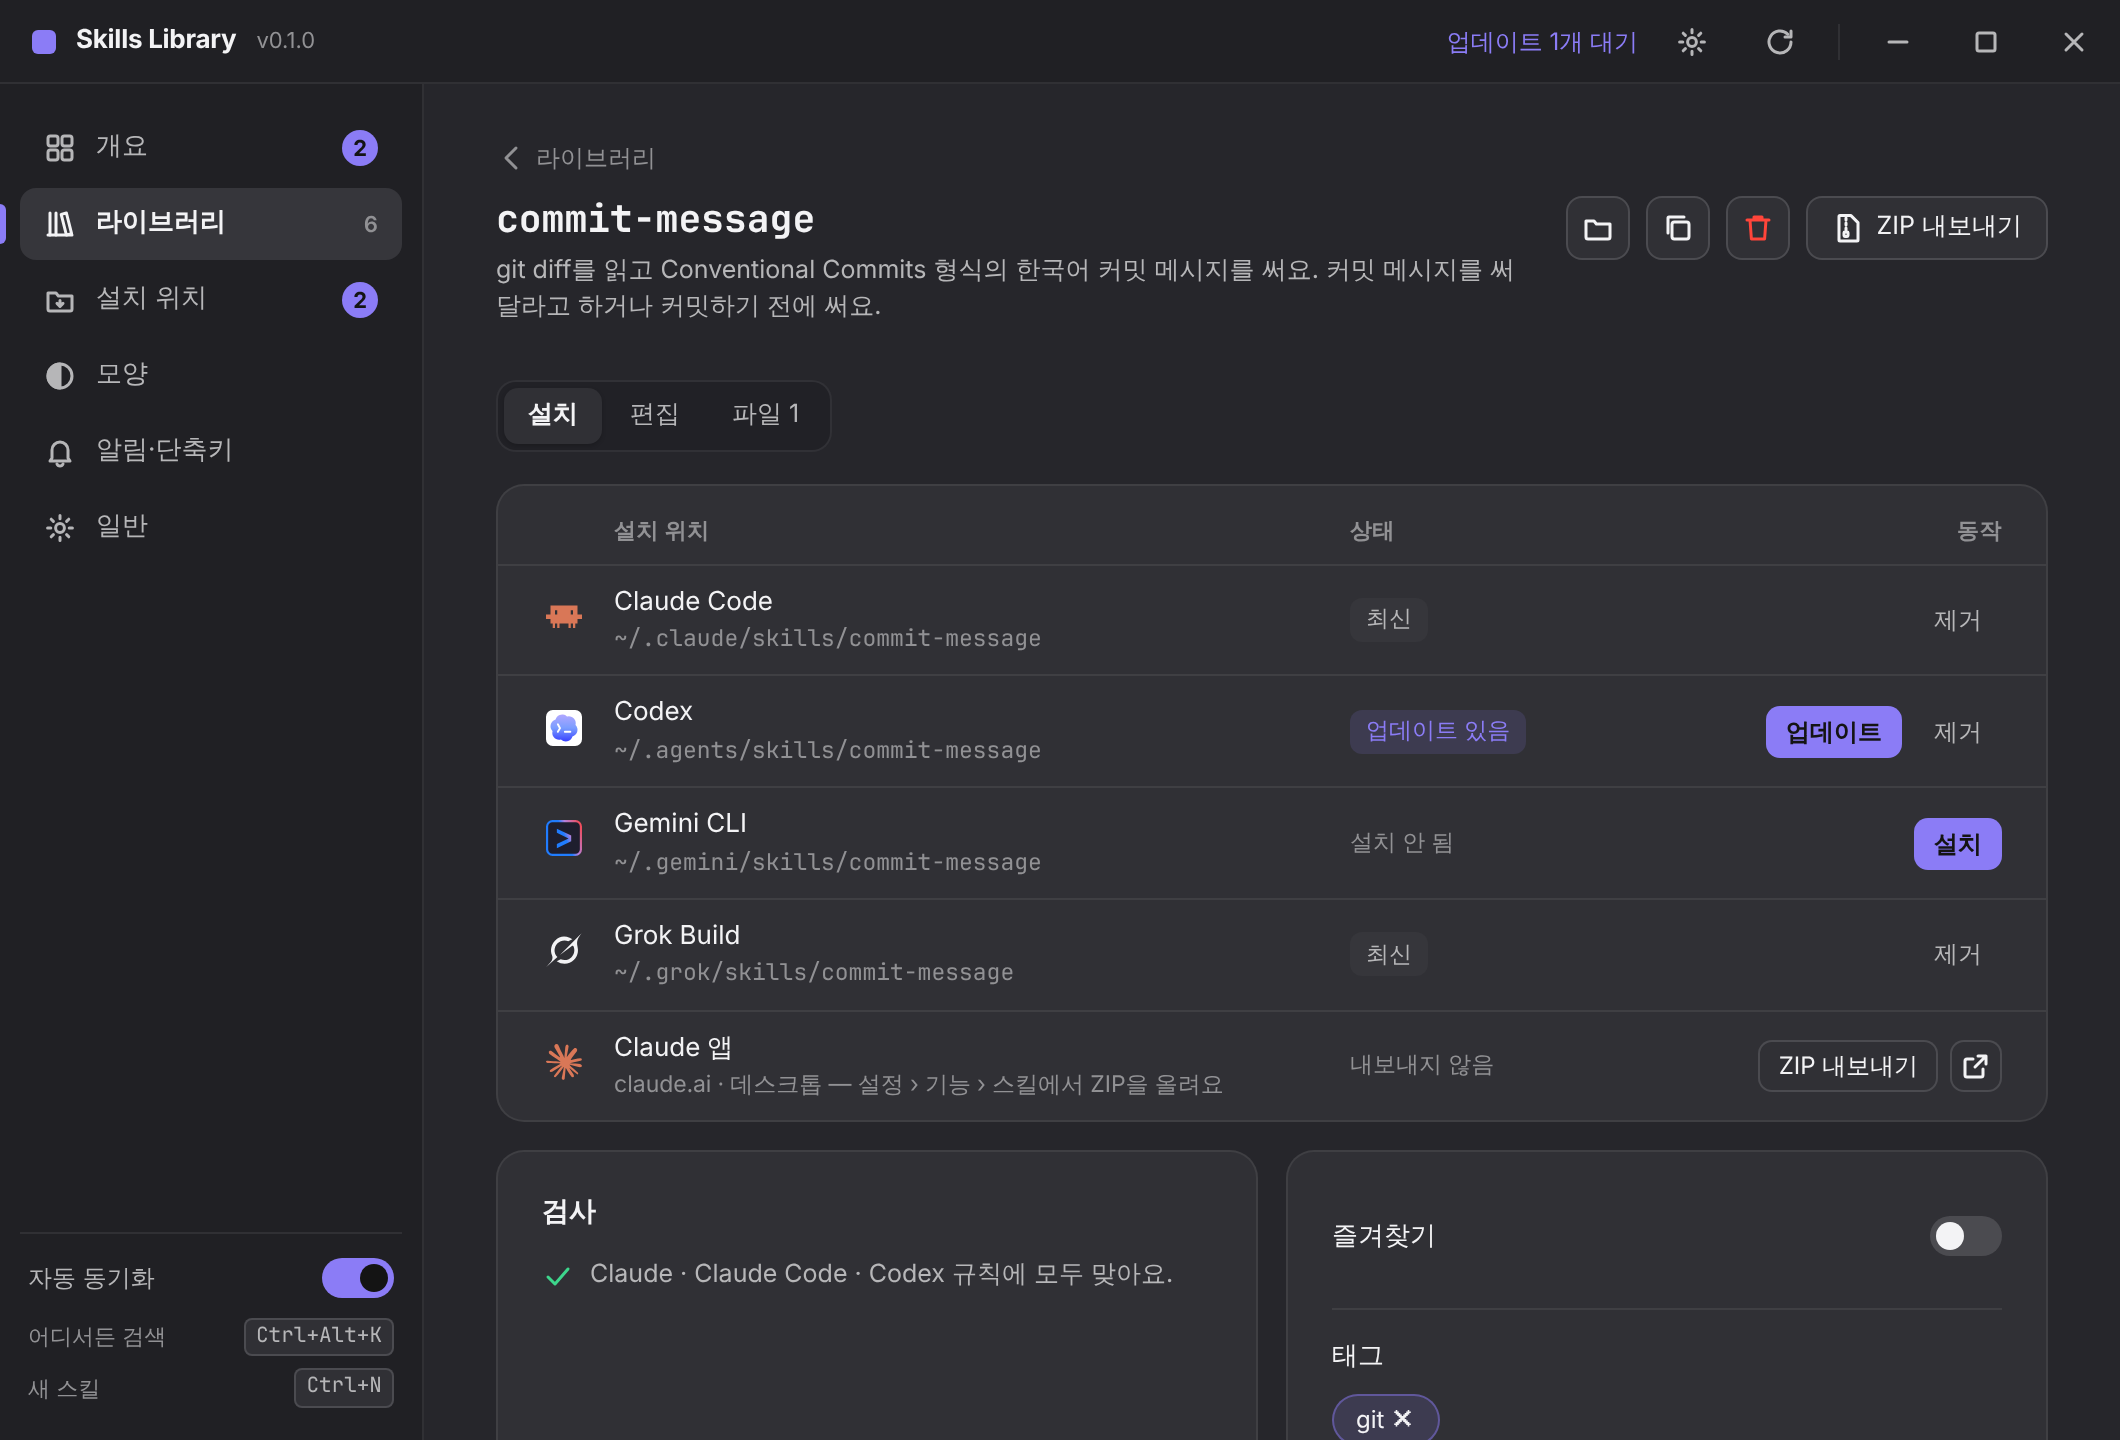 Skills Library v0.1.0
업데이트 1개 대기
개요 2
라이브러리 6
설치 위치 2
모양
알림·단축키
일반
자동 동기화
어디서든 검색 Ctrl+Alt+K
새 스킬 Ctrl+N
라이브러리
commit-message
git diff를 읽고 Conventional Commits 형식의 한국어 커밋 메시지를 써요. 커밋 메시지를 써
달라고 하거나 커밋하기 전에 써요.
ZIP 내보내기
설치 편집 파일 1
설치 위치 상태 동작
Claude Code
~/.claude/skills/commit-message
최신 제거
Codex
~/.agents/skills/commit-message
업데이트 있음 업데이트 제거
Gemini CLI
~/.gemini/skills/commit-message
설치 안 됨 설치
Grok Build
~/.grok/skills/commit-message
최신 제거
Claude 앱
claude.ai · 데스크톱 — 설정 › 기능 › 스킬에서 ZIP을 올려요
내보내지 않음 ZIP 내보내기
검사
Claude · Claude Code · Codex 규칙에 모두 맞아요.
즐겨찾기
태그
git